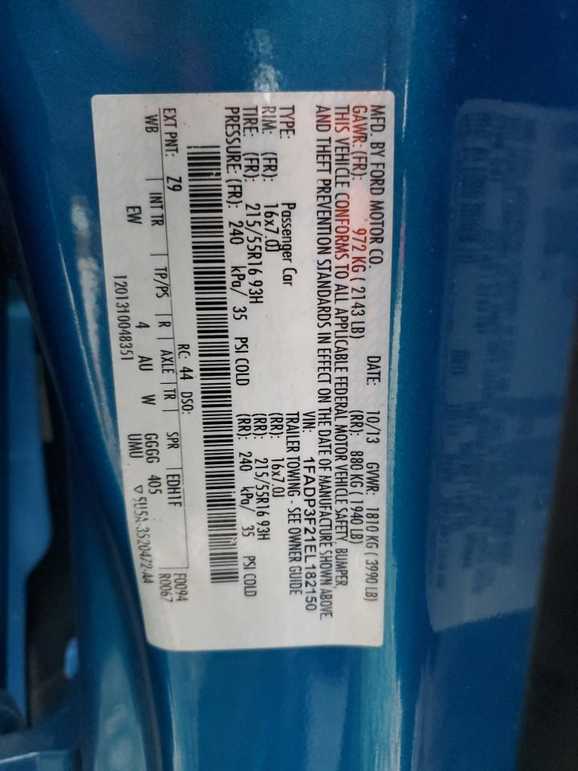 MFD. BY FORD MOTOR CO.
DATE: 10/13 GVWR: 1810 KG ( 3990 LB)
GAWR: (FR): 972 KG ( 2143 LB) (RR): 880 KG ( 1940 LB)
THIS VEHICLE CONFORMS TO ALL APPLICABLE FEDERAL MOTOR VEHICLE SAFETY, BUMPER,
AND THEFT PREVENTION STANDARDS IN EFFECT ON THE DATE OF MANUFACTURE SHOWN ABOVE
VIN: 1FADP3F21EL182150
TYPE: Passenger Car TRAILER TOWING - SEE OWNER GUIDE
RIM: (FR): 16x7.0J (RR): 16x7.0J
TIRE: (FR): 215/55R16 93H (RR): 215/55R16 93H
PRESSURE: (FR): 240 kPa/ 35 PSI COLD (RR): 240 kPa/ 35 PSI COLD
RC: 44 DSO: F0094
EXT PNT: Z9 R0067
WB INT TR TP/PS R AXLE TR SPR FDH1F
EW 4 AU W GGGG 405
UMU
1201310048351